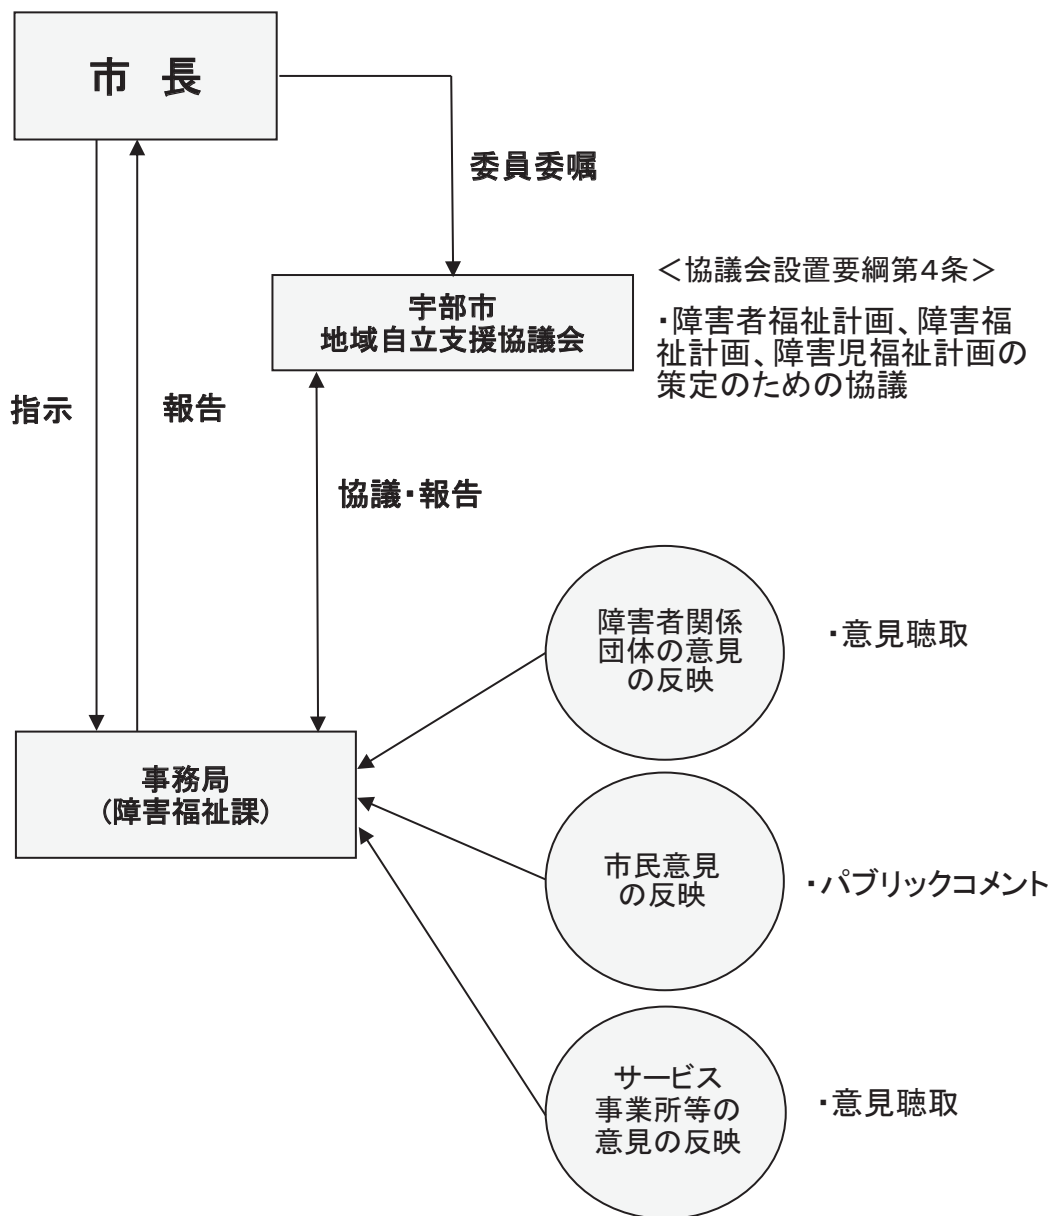 市　長
委員委嘱
＜協議会設置要綱第4条＞
・障害者福祉計画、障害福
祉計画、障害児福祉計画の
策定のための協議
宇部市
地域自立支援協議会
指示
報告
協議・報告
障害者関係
団体の意見
の反映
・意見聴取
事務局
(障害福祉課)
市民意見
の反映
・パブリックコメント
サービス
事業所等の
意見の反映
・意見聴取